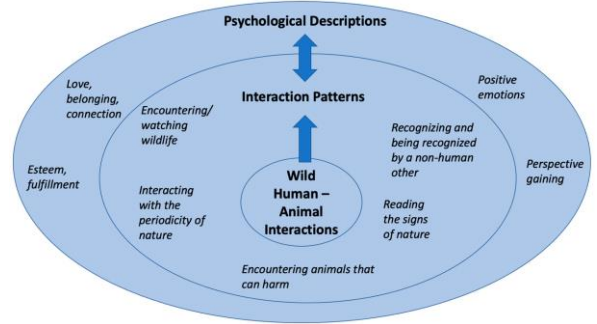 Psychological Descriptions
Love,
belonging,
connection
Positive
emotions
Interaction Patterns
Encountering/
watching
wildlife
Recognizing and
being recognized
by a non-human
other
Esteem,
fulfillment
Perspective
gaining
Wild
Human –
Animal
Interactions
Interacting
with the
periodicity of
nature
Reading
the signs
of nature
Encountering animals that
can harm